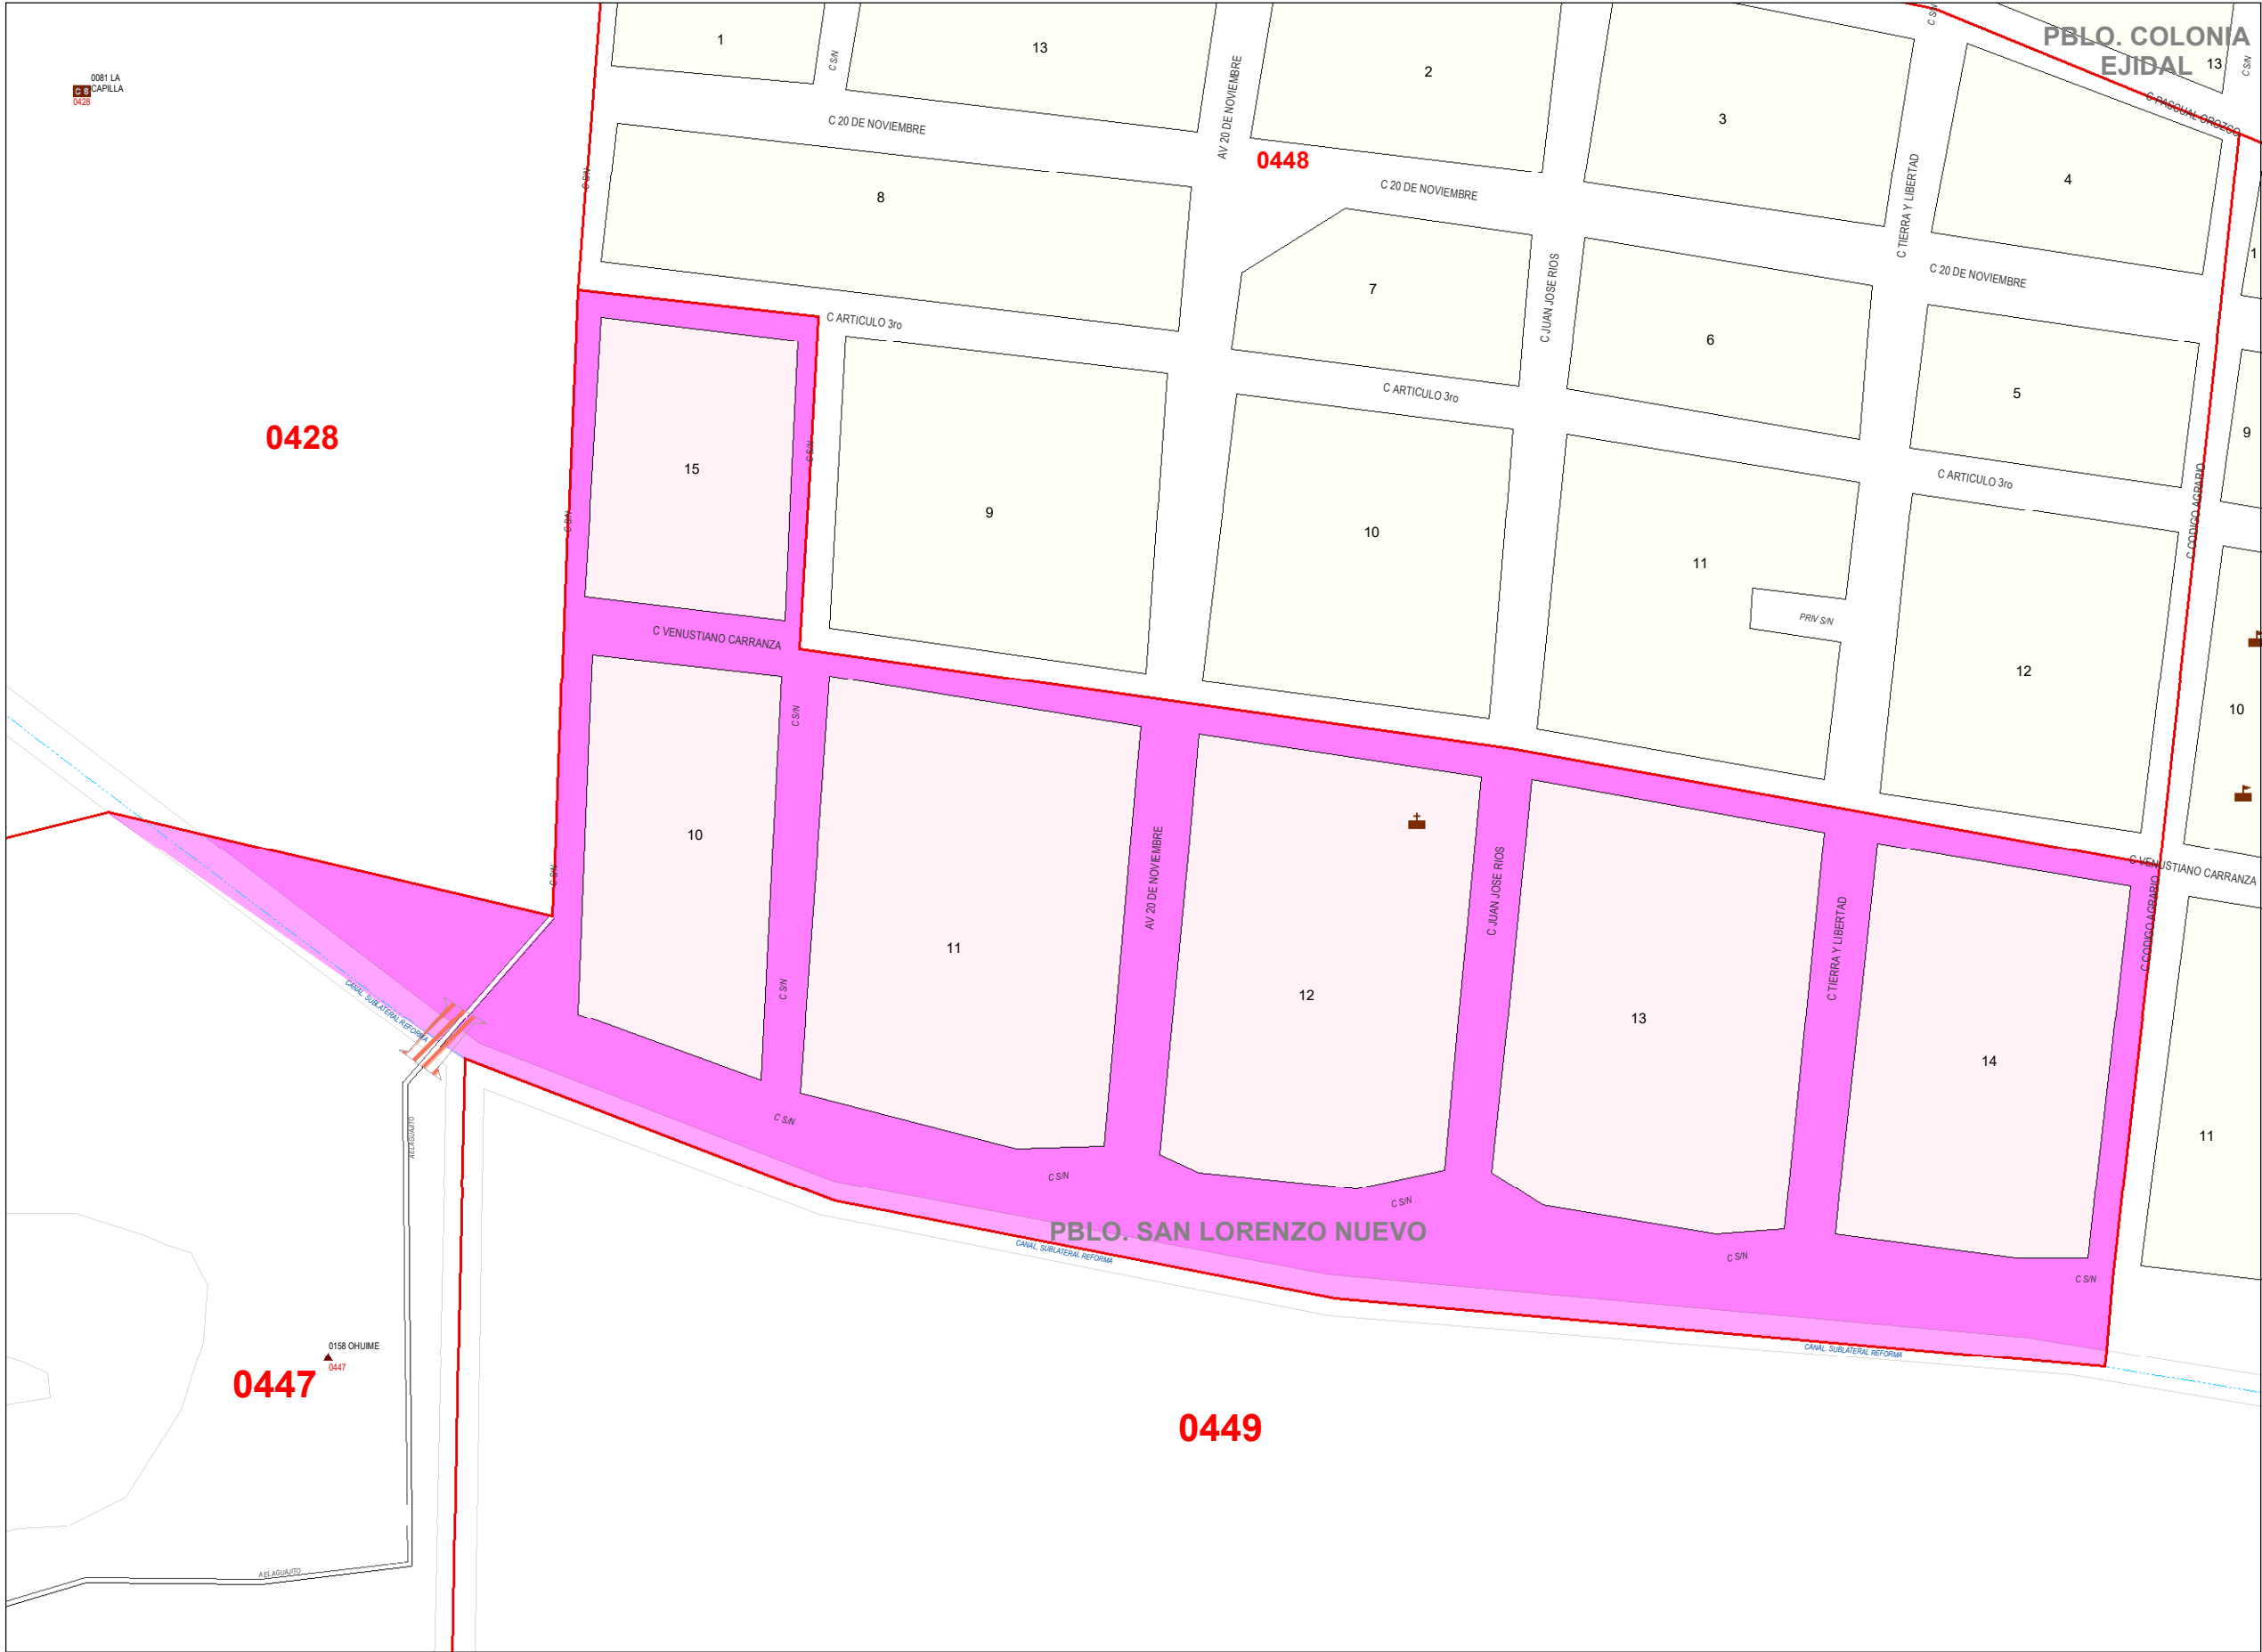 1
C S/N
13
AV 20 DE NOVIEMBRE
2
C S/N
PBLO. COLONIA
EJIDAL
13
C S/N
0081 LA
CAPILLA
C S
0428
C PASCUAL OROZCO
C 20 DE NOVIEMBRE
3
0448
C S/N
8
C 20 DE NOVIEMBRE
C TIERRA Y LIBERTAD
4
1
C 20 DE NOVIEMBRE
7
C JUAN JOSE RIOS
C ARTICULO 3ro
6
C ARTICULO 3ro
5
0428
C S/N
9
15
C ARTICULO 3ro
C CODIGO AGRARIO
C S/N
9
10
11
PRIV S/N
C VENUSTIANO CARRANZA
12
10
C S/N
10
C S/N
AV 20 DE NOVIEMBRE
C JUAN JOSE RIOS
C VENUSTIANO CARRANZA
C CODIGO AGRARIO
C TIERRA Y LIBERTAD
11
C S/N
12
13
CANAL. SUBLATERAL REFORMA
14
C S/N
A EL AGUAJITO
11
C S/N
C S/N
PBLO. SAN LORENZO NUEVO
CANAL. SUBLATERAL REFORMA
C S/N
C S/N
0158 OHUIME
0447
CANAL. SUBLATERAL REFORMA
0447
0449
A EL AGUAJITO